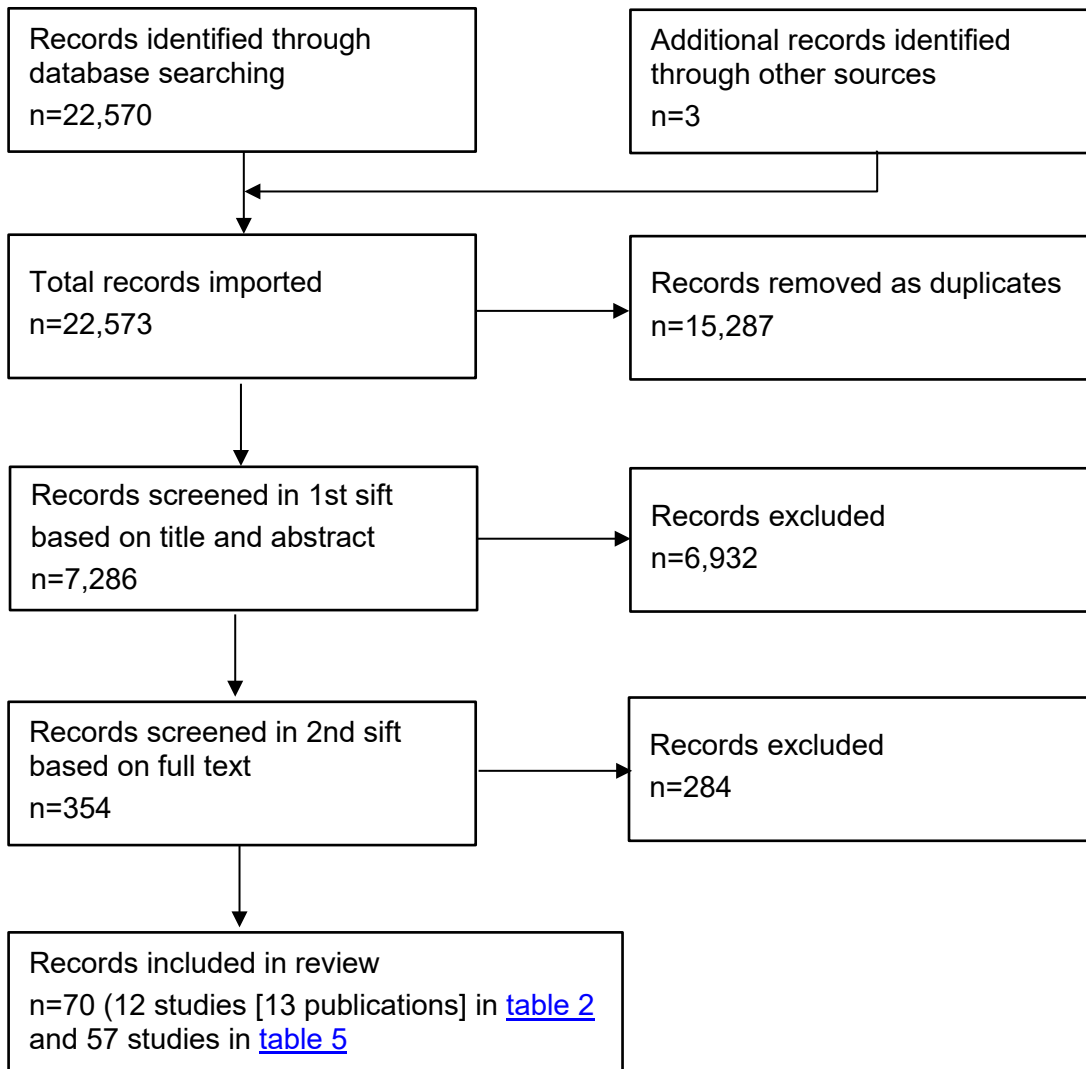 Records identified through
database searching
n=22,570
Additional records identified
through other sources
n=3
Total records imported
n=22,573
Records removed as duplicates
n=15,287
Records screened in 1st sift
based on title and abstract
n=7,286
Records excluded
n=6,932
Records screened in 2nd sift
based on full text
n=354
Records excluded
n=284
Records included in review
n=70 (12 studies [13 publications] in table 2
and 57 studies in table 5